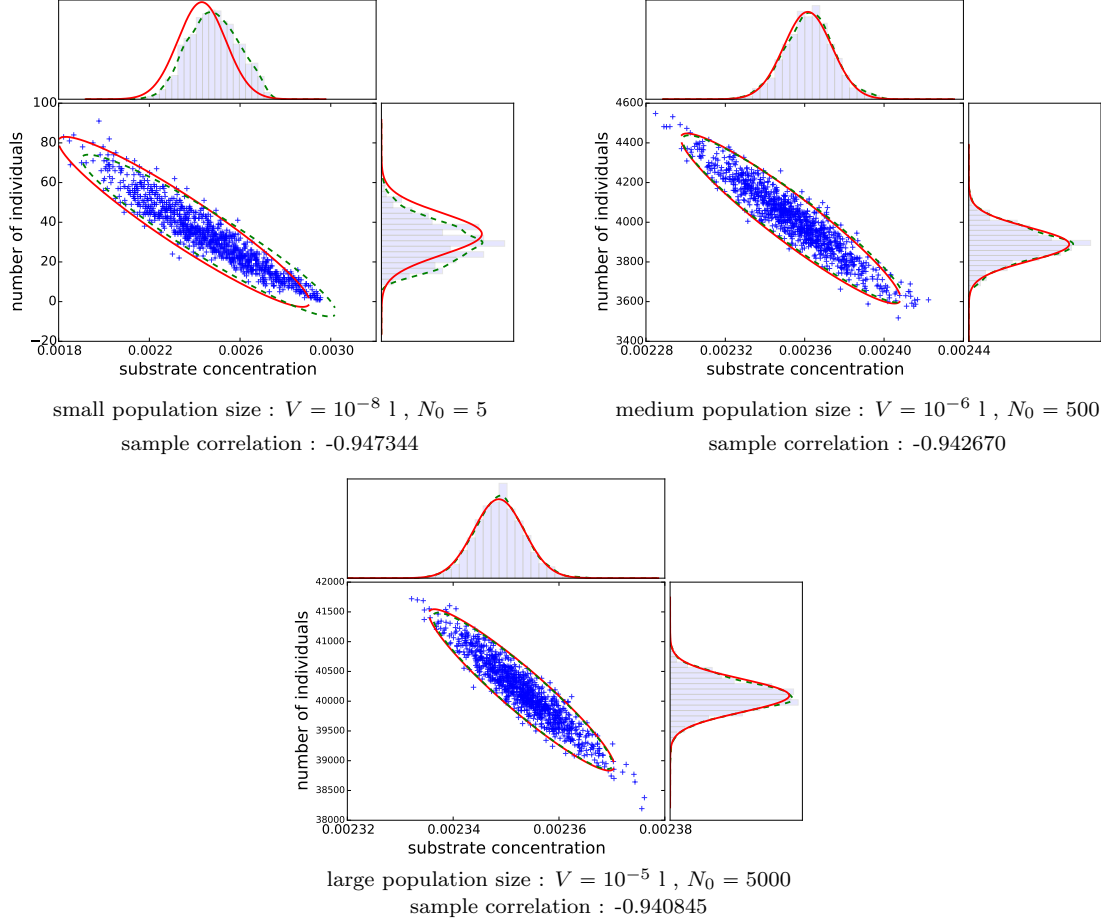 100
80
60
40
20
0
−20
0.0018 0.0022 0.0026 0.0030
number of individuals
substrate concentration
small population size : V = 10⁻⁸ l , N₀ = 5
sample correlation : -0.947344
4600
4400
4200
4000
3800
3600
3400
0.00228 0.00232 0.00236 0.00240 0.00244
number of individuals
substrate concentration
medium population size : V = 10⁻⁶ l , N₀ = 500
sample correlation : -0.942670
42000
41500
41000
40500
40000
39500
39000
38500
38000
0.00232 0.00234 0.00236 0.00238
number of individuals
substrate concentration
large population size : V = 10⁻⁵ l , N₀ = 5000
sample correlation : -0.940845